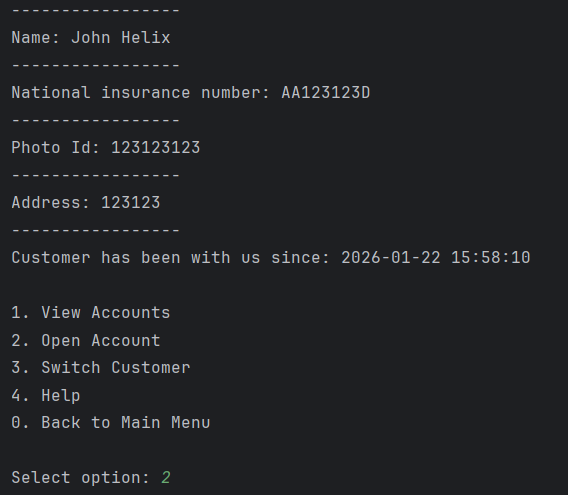 -----------------
Name: John Helix
-----------------
National insurance number: AA123123D
-----------------
Photo Id: 123123123
-----------------
Address: 123123
-----------------
Customer has been with us since: 2026-01-22 15:58:10
1. View Accounts
2. Open Account
3. Switch Customer
4. Help
0. Back to Main Menu
Select option: 2